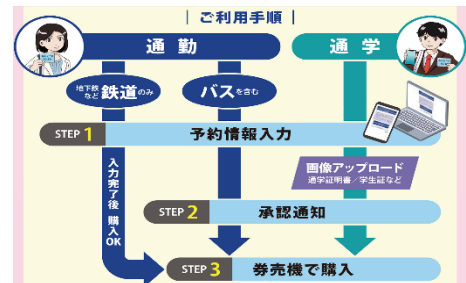 | ご利用手順 |
通勤
通学
地下鉄など鉄道のみ
バスを含む
STEP 1 予約情報入力
入力完了後 購入OK
画像アップロード
通学証明書／学生証など
STEP 2 承認通知
STEP 3 券売機で購入